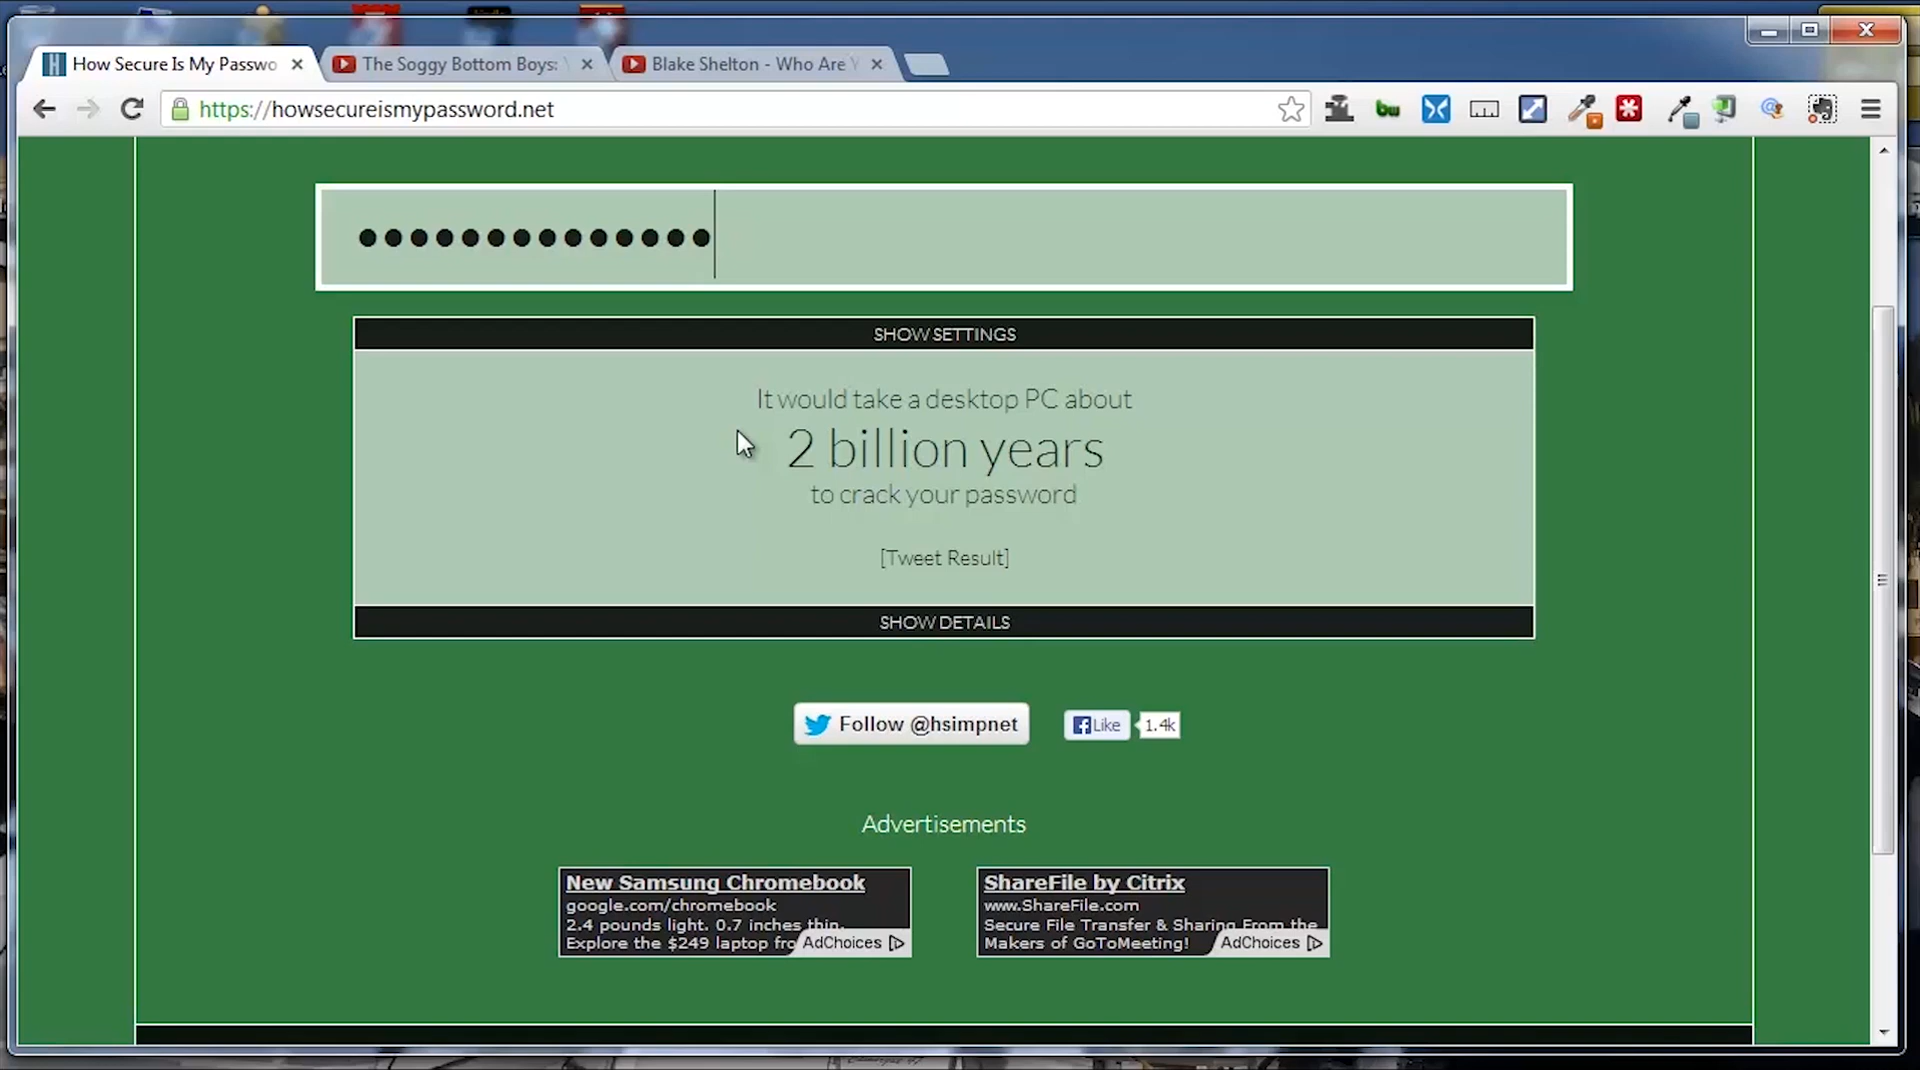 How Secure Is My Passwo
The Soggy Bottom Boys:
Blake Shelton - Who Are Y
https://howsecureismypassword.net
bw
SHOW SETTINGS
It would take a desktop PC about
2 billion years
to crack your password
[Tweet Result]
SHOW DETAILS
Follow @hsimpnet
Like
1.4k
Advertisements
New Samsung Chromebook
google.com/chromebook
2.4 pounds light. 0.7 inches thin.
Explore the $249 laptop fro
AdChoices
ShareFile by Citrix
www.ShareFile.com
Secure File Transfer & Sharing From the
Makers of GoToMeeting!
AdChoices